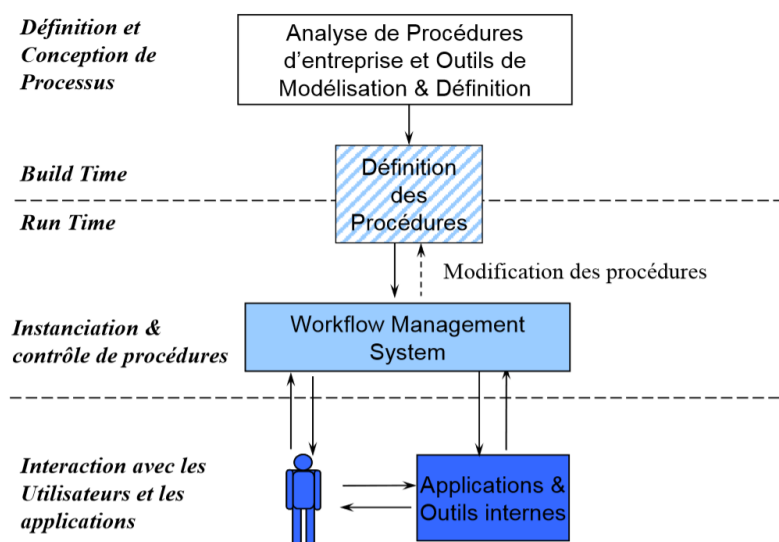 Définition et
Conception de
Processus
Analyse de Procédures
d'entreprise et Outils de
Modélisation & Définition
Build Time
Définition
des
Procédures
Run Time
Modification des procédures
Instanciation &
contrôle de procédures
Workflow Management
System
Interaction avec les
Utilisateurs et les
applications
Applications &
Outils internes